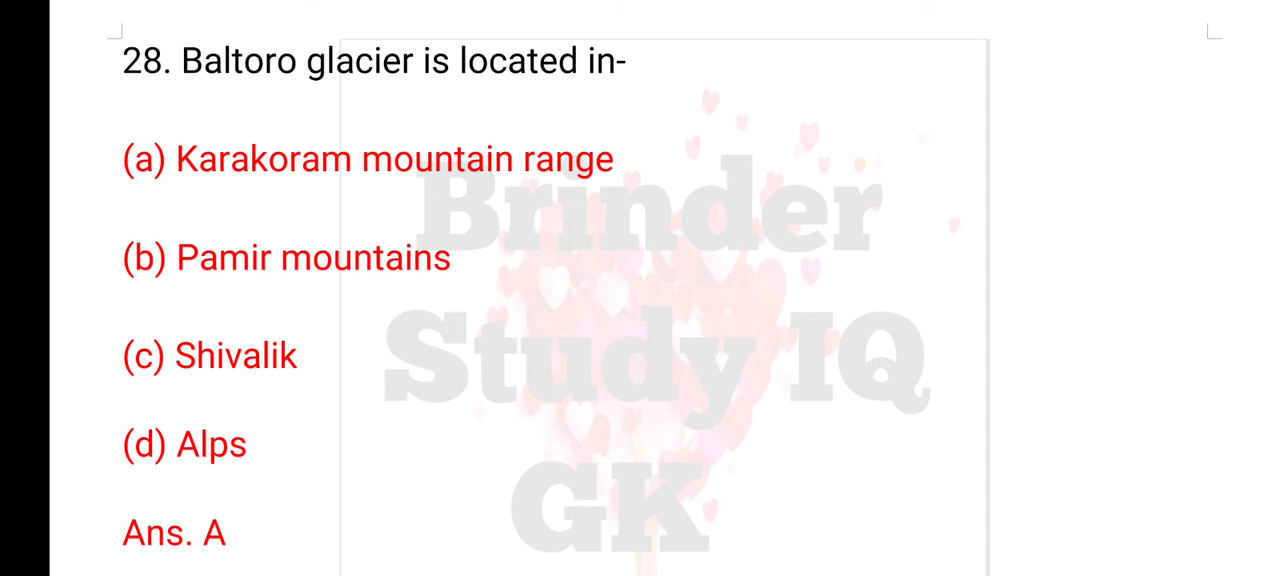 28. Baltoro glacier is located in-
(a) Karakoram mountain range
(b) Pamir mountains
(c) Shivalik
(d) Alps
Ans. A
Brinder
Study IQ
GK